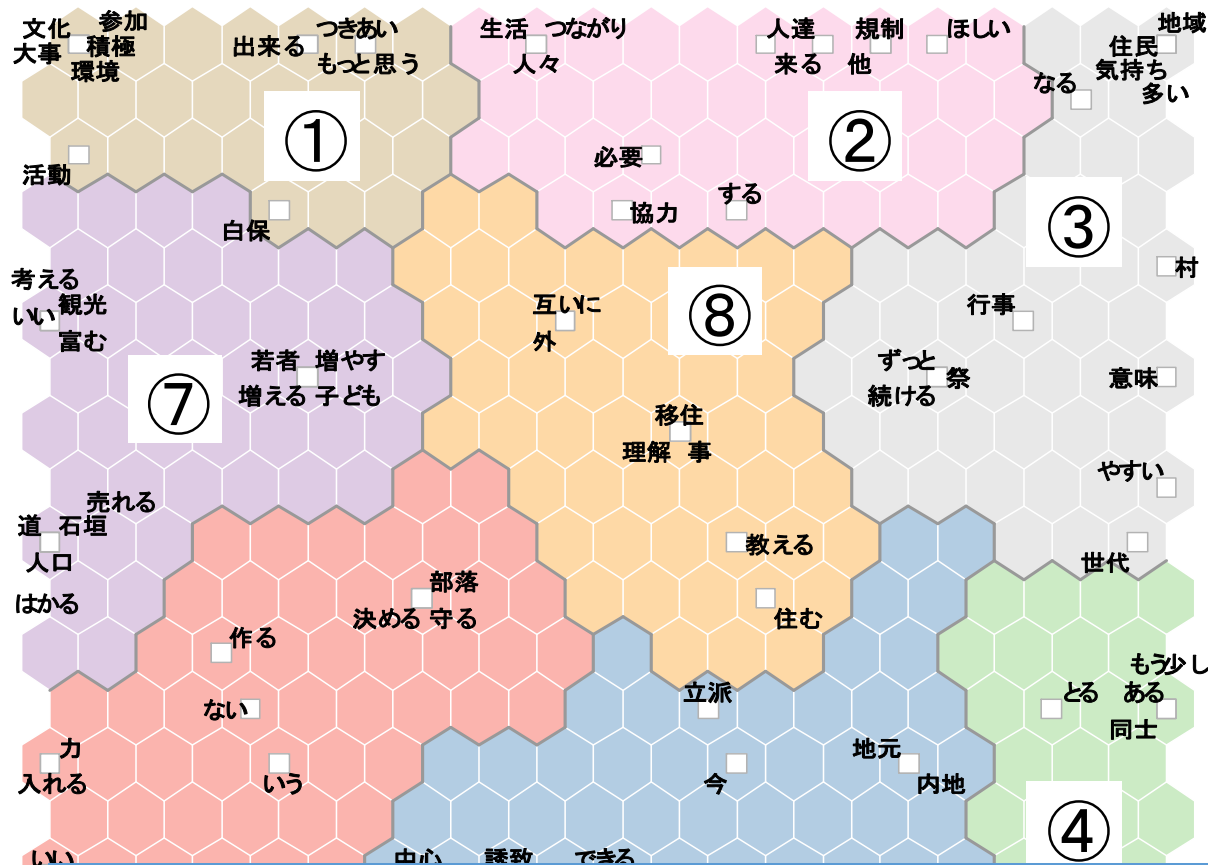 文化 参加
大事 積極
環境
出来る
つきあい
もっと思う
活動
白保
①
生活 つながり
人々
人達 規制 ほしい
来る 他
必要
協力
する
②
地域
住民
気持ち
なる
多い
③
村
行事
ずっと
祭
続ける
意味
やすい
世代
考える
いい 観光
富む
若者 増やす
増える 子ども
⑦
売れる
道 石垣
人口
はかる
互いに
外
⑧
移住
理解 事
教える
住む
部落
決める 守る
作る
ない
力
入れる
いう
いい
立派
今
地元
内地
中心 誘致 できる
もう少し
とる ある
同士
④